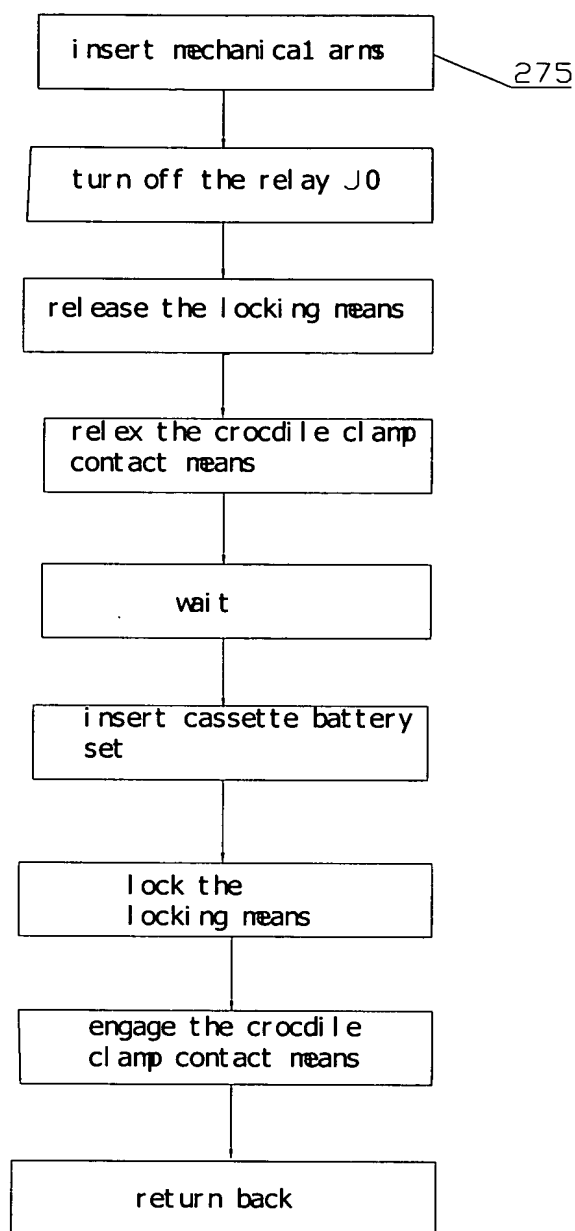 insert mechanical arms
275
turn off the relay J0
release the locking means
relex the crocdile clamp
contact means
wait
insert cassette battery
set
lock the
locking means
engage the crocdile
clamp contact means
return back